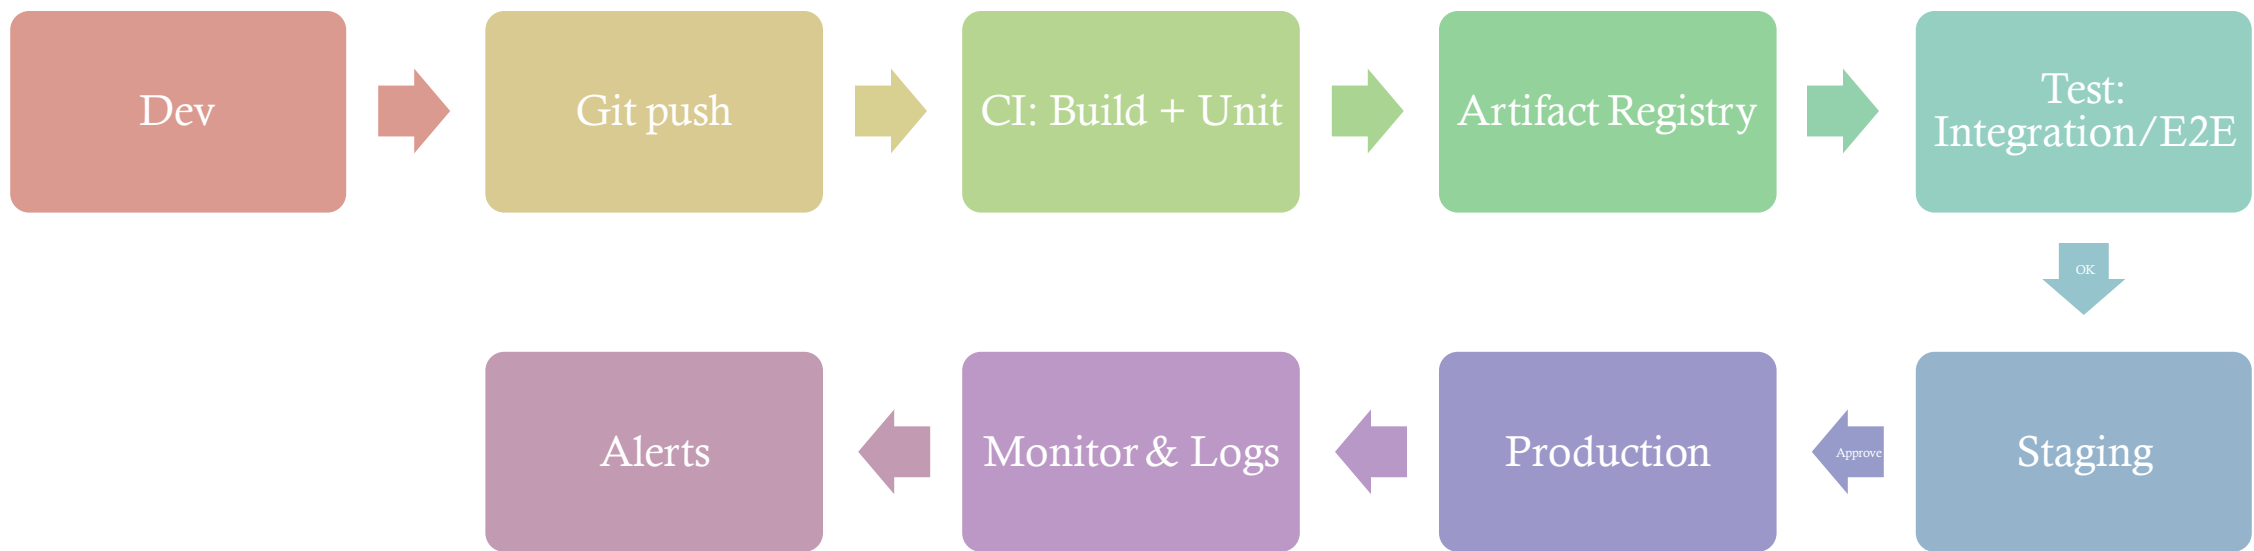 Dev
Git push
CI: Build + Unit
Artifact Registry
Test:
Integration/E2E
OK
Staging
Approve
Production
Monitor & Logs
Alerts